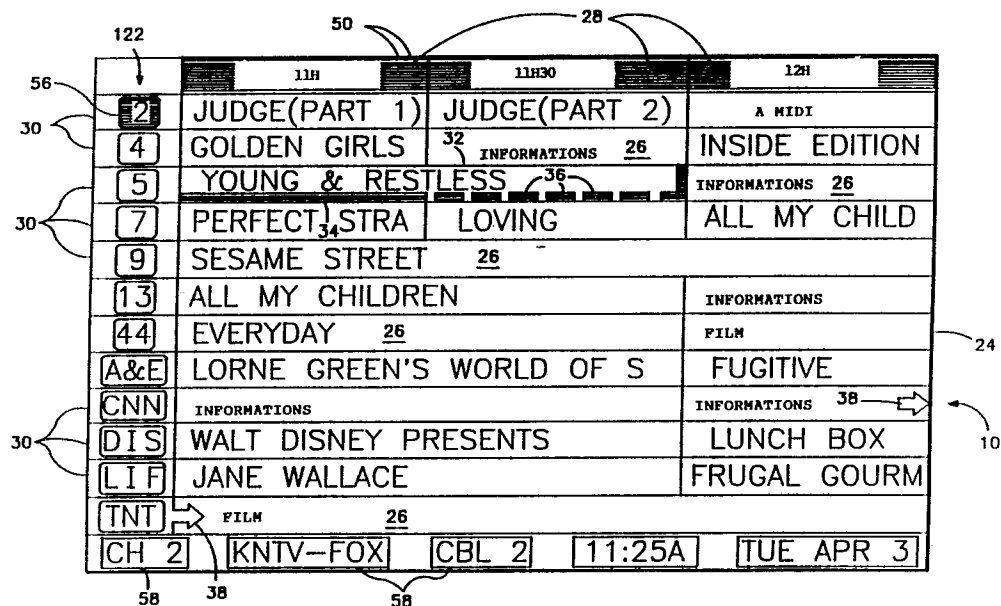 50 28
122
11H 11H30 12H
56
2 JUDGE(PART 1) JUDGE(PART 2) A MIDI
30
4 GOLDEN GIRLS 32 INFORMATIONS 26 INSIDE EDITION
5 YOUNG & RESTLESS 36 INFORMATIONS 26
30
7 PERFECT STRA 34 LOVING ALL MY CHILD
9 SESAME STREET 26
13 ALL MY CHILDREN INFORMATIONS
44 EVERYDAY 26 FILM
24
A&E LORNE GREEN'S WORLD OF S FUGITIVE
CNN INFORMATIONS INFORMATIONS 38
30 10
DIS WALT DISNEY PRESENTS LUNCH BOX
LIF JANE WALLACE FRUGAL GOURM
TNT FILM 26
CH 2 KNTV-FOX CBL 2 11:25A TUE APR 3
58 38 58